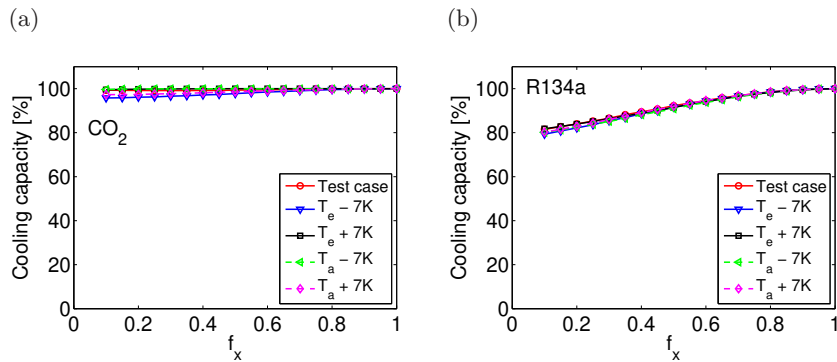 (a)
Cooling capacity [%]
100
80
60
40
20
0
CO2
Test case
Te − 7K
Te + 7K
Ta − 7K
Ta + 7K
0 0.2 0.4 0.6 0.8 1
fx
(b)
Cooling capacity [%]
100
80
60
40
20
0
R134a
Test case
Te − 7K
Te + 7K
Ta − 7K
Ta + 7K
0 0.2 0.4 0.6 0.8 1
fx